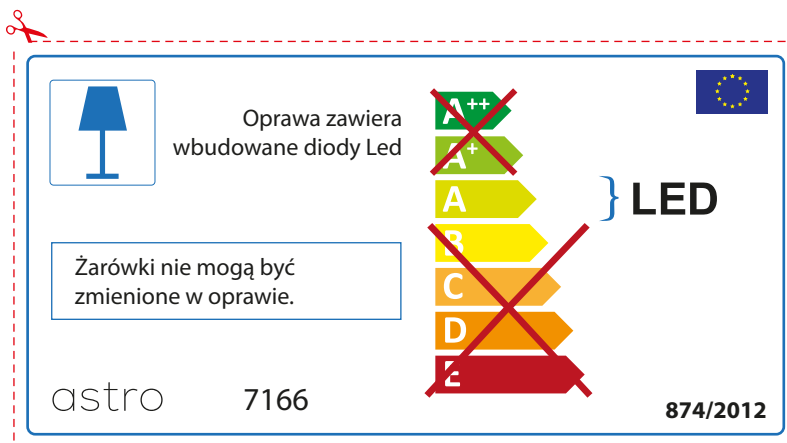 Oprawa zawiera
wbudowane diody Led
Żarówki nie mogą być
zmienione w oprawie.
astro 7166
A++
A+
A
B
C
D
E
LED
874/2012